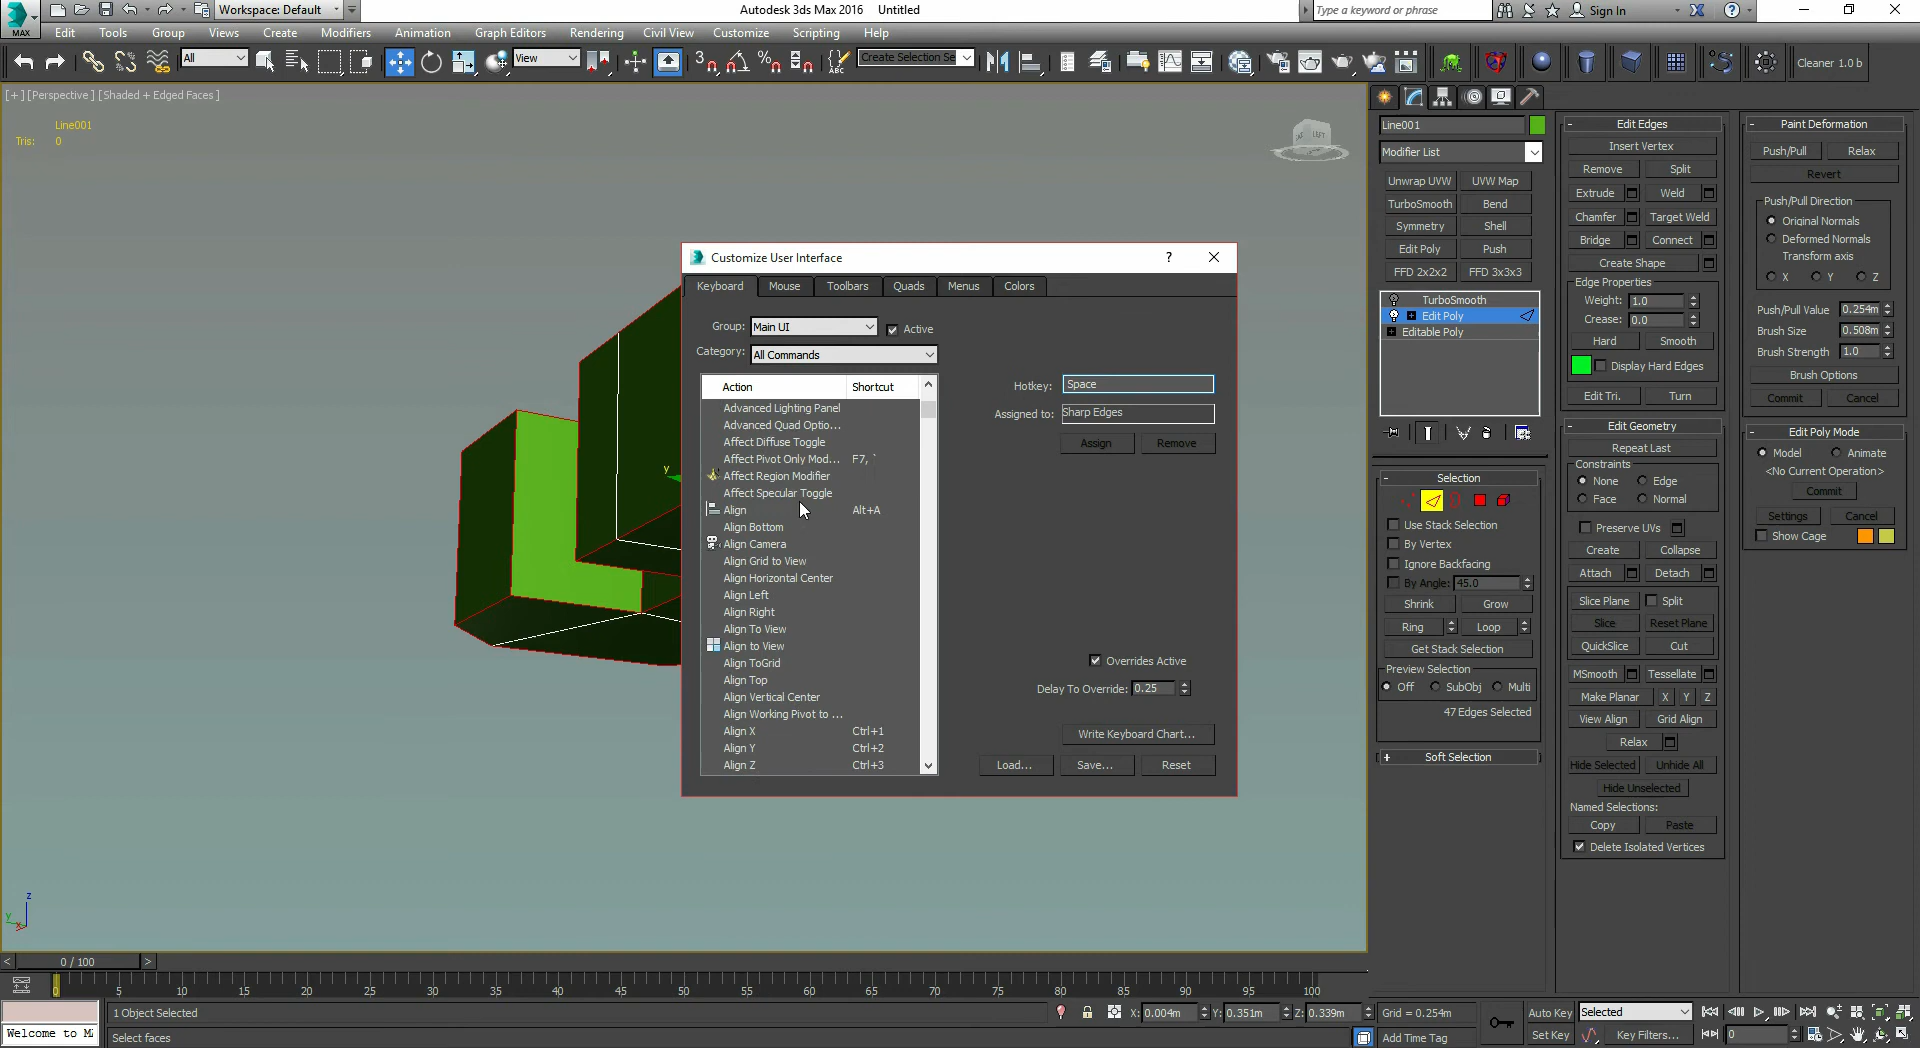 MAX
Workspace: Default
Autodesk 3ds Max 2016 Untitled
Type a keyword or phrase
Sign In
Edit Tools Group Views Create Modifiers Animation Graph Editors Rendering Civil View Customize Scripting Help
All
View
3
ABC
Create Selection Se
Cleaner 1.0 b
[+] [Perspective] [Shaded + Edged Faces]
Line001
Tris: 0
LEFT
y
Customize User Interface
?
Keyboard Mouse Toolbars Quads Menus Colors
Group: Main UI
Active
Category: All Commands
Action Shortcut
Advanced Lighting Panel
Advanced Quad Optio...
Affect Diffuse Toggle
Affect Pivot Only Mod... F7, `
Affect Region Modifier
Affect Specular Toggle
Align Alt+A
Align Bottom
Align Camera
Align Grid to View
Align Horizontal Center
Align Left
Align Right
Align To View
Align to View
Align ToGrid
Align Top
Align Vertical Center
Align Working Pivot to ...
Align X Ctrl+1
Align Y Ctrl+2
Align Z Ctrl+3
Hotkey: Space
Assigned to: Sharp Edges
Assign Remove
Overrides Active
Delay To Override: 0.25
Write Keyboard Chart...
Load... Save... Reset
Line001
Modifier List
Unwrap UVW UVW Map
TurboSmooth Bend
Symmetry Shell
Edit Poly Push
FFD 2x2x2 FFD 3x3x3
TurboSmooth
Edit Poly
Editable Poly
Selection
Use Stack Selection
By Vertex
Ignore Backfacing
By Angle: 45.0
Shrink Grow
Ring Loop
Get Stack Selection
Preview Selection
Off SubObj Multi
47 Edges Selected
Soft Selection
Edit Edges
Insert Vertex
Remove Split
Extrude Weld
Chamfer Target Weld
Bridge Connect
Create Shape
Edge Properties
Weight: 1.0
Crease: 0.0
Hard Smooth
Display Hard Edges
Edit Tri. Turn
Edit Geometry
Repeat Last
Constraints
None Edge
Face Normal
Preserve UVs
Create Collapse
Attach Detach
Slice Plane Split
Slice Reset Plane
QuickSlice Cut
MSmooth Tessellate
Make Planar X Y Z
View Align Grid Align
Relax
Hide Selected Unhide All
Hide Unselected
Named Selections:
Copy Paste
Delete Isolated Vertices
Paint Deformation
Push/Pull Relax
Revert
Push/Pull Direction
Original Normals
Deformed Normals
Transform axis
X Y Z
Push/Pull Value 0.254m
Brush Size 0.508m
Brush Strength 1.0
Brush Options
Commit Cancel
Edit Poly Mode
Model Animate
<No Current Operation>
Commit
Settings Cancel
Show Cage
z
y
x
< 0 / 100 >
0 5 10 15 20 25 30 35 40 45 50 55 60 65 70 75 80 85 90 95 100
1 Object Selected
X: 0.004m Y: 0.351m Z: 0.339m Grid = 0.254m
Auto Key Selected
Welcome to M
Select faces
Add Time Tag
Set Key Key Filters...
0